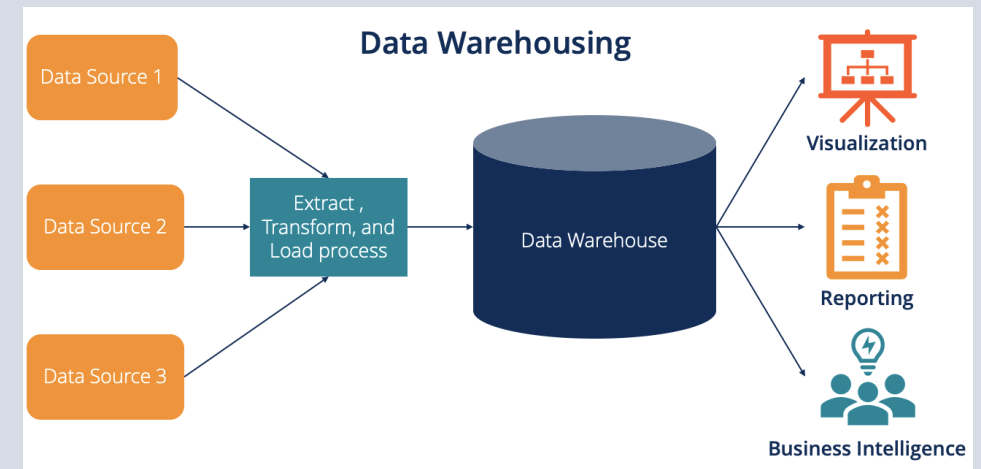 Data Warehousing
Data Source 1
Data Source 2
Data Source 3
Extract ,
Transform, and
Load process
Data Warehouse
Visualization
Reporting
Business Intelligence